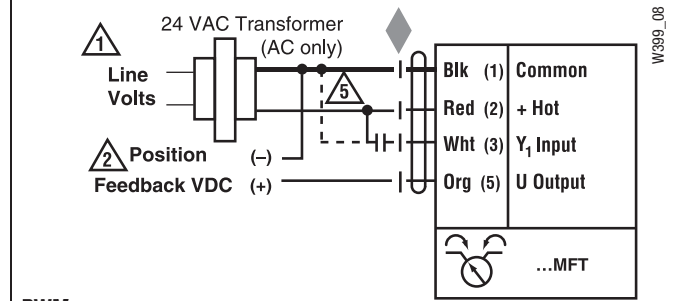 24 VAC Transformer
(AC only)
W399_08
1
Line
Volts
5
Blk (1) Common
Red (2) + Hot
Wht (3) Y1 Input
Org (5) U Output
2
Position (–)
Feedback VDC (+)
...MFT